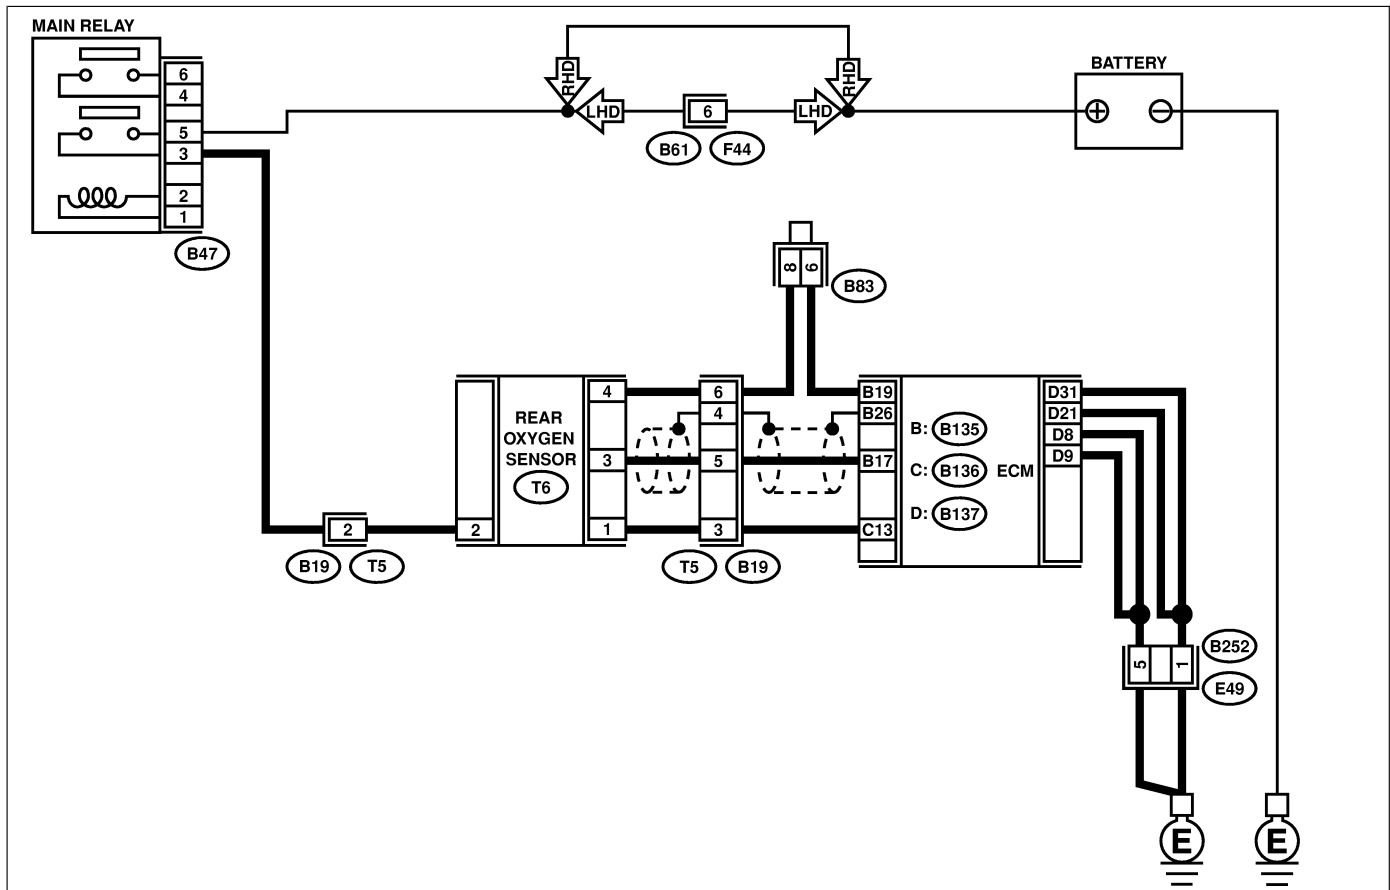 MAIN RELAY
6
4
5
3
2
1
B47
RHD
LHD
6
LHD
RHD
B61
F44
BATTERY
+
−
8
6
B83
2
B19
T5
2
REAR
OXYGEN
SENSOR
T6
4
3
1
6
4
5
3
T5
B19
B19
B26
B17
C13
B: B135
C: B136
D: B137
ECM
D31
D21
D8
D9
5
1
B252
E49
E
E